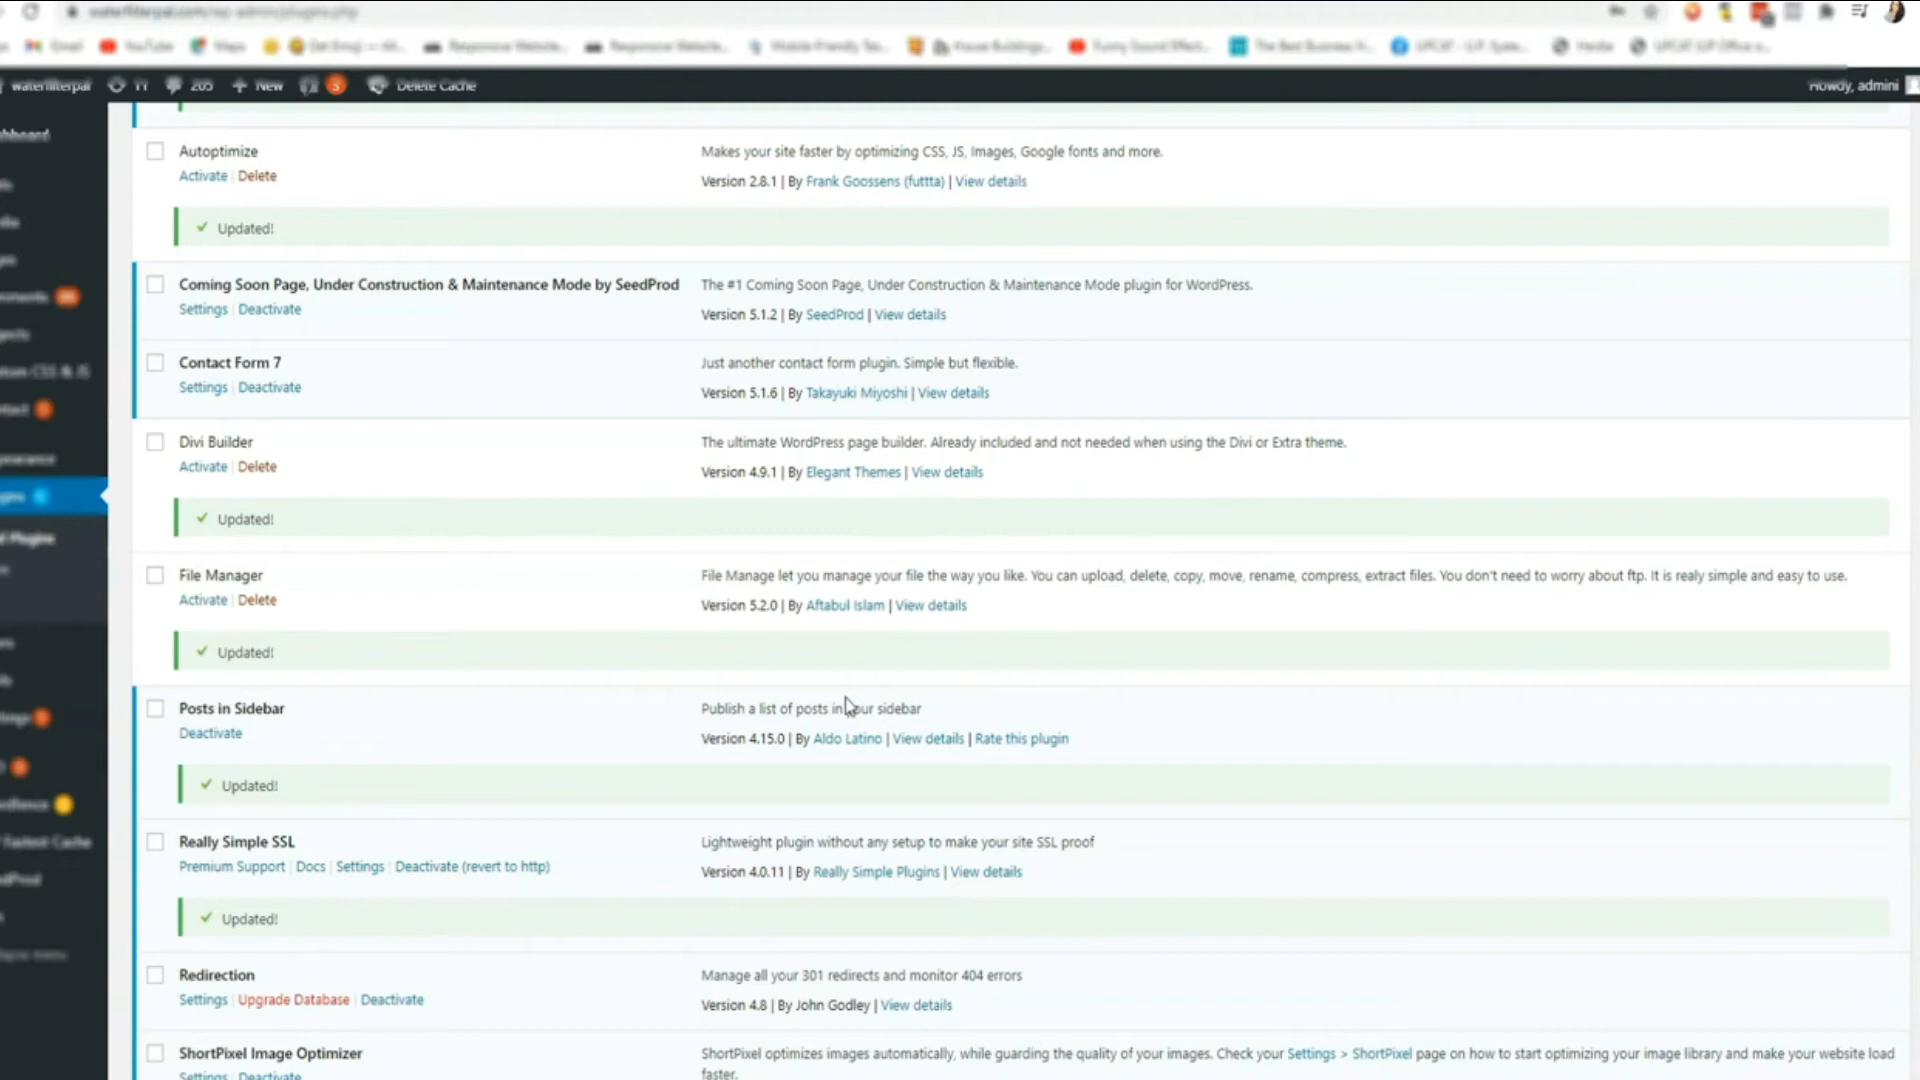 waterfilterpal 11 205 New 5 Delete Cache Howdy, admini
Autoptimize
Makes your site faster by optimizing CSS, JS, Images, Google fonts and more.
Activate | Delete
Version 2.8.1 | By Frank Goossens (futtta) | View details
Updated!
Coming Soon Page, Under Construction & Maintenance Mode by SeedProd
The #1 Coming Soon Page, Under Construction & Maintenance Mode plugin for WordPress.
Settings | Deactivate
Version 5.1.2 | By SeedProd | View details
Contact Form 7
Just another contact form plugin. Simple but flexible.
Settings | Deactivate
Version 5.1.6 | By Takayuki Miyoshi | View details
Divi Builder
The ultimate WordPress page builder. Already included and not needed when using the Divi or Extra theme.
Activate | Delete
Version 4.9.1 | By Elegant Themes | View details
Updated!
File Manager
File Manage let you manage your file the way you like. You can upload, delete, copy, move, rename, compress, extract files. You don't need to worry about ftp. It is realy simple and easy to use.
Activate | Delete
Version 5.2.0 | By Aftabul Islam | View details
Updated!
Posts in Sidebar
Publish a list of posts in your sidebar
Deactivate
Version 4.15.0 | By Aldo Latino | View details | Rate this plugin
Updated!
Really Simple SSL
Lightweight plugin without any setup to make your site SSL proof
Premium Support | Docs | Settings | Deactivate (revert to http)
Version 4.0.11 | By Really Simple Plugins | View details
Updated!
Redirection
Manage all your 301 redirects and monitor 404 errors
Settings | Upgrade Database | Deactivate
Version 4.8 | By John Godley | View details
ShortPixel Image Optimizer
ShortPixel optimizes images automatically, while guarding the quality of your images. Check your Settings > ShortPixel page on how to start optimizing your image library and make your website load
faster.
Settings | Deactivate